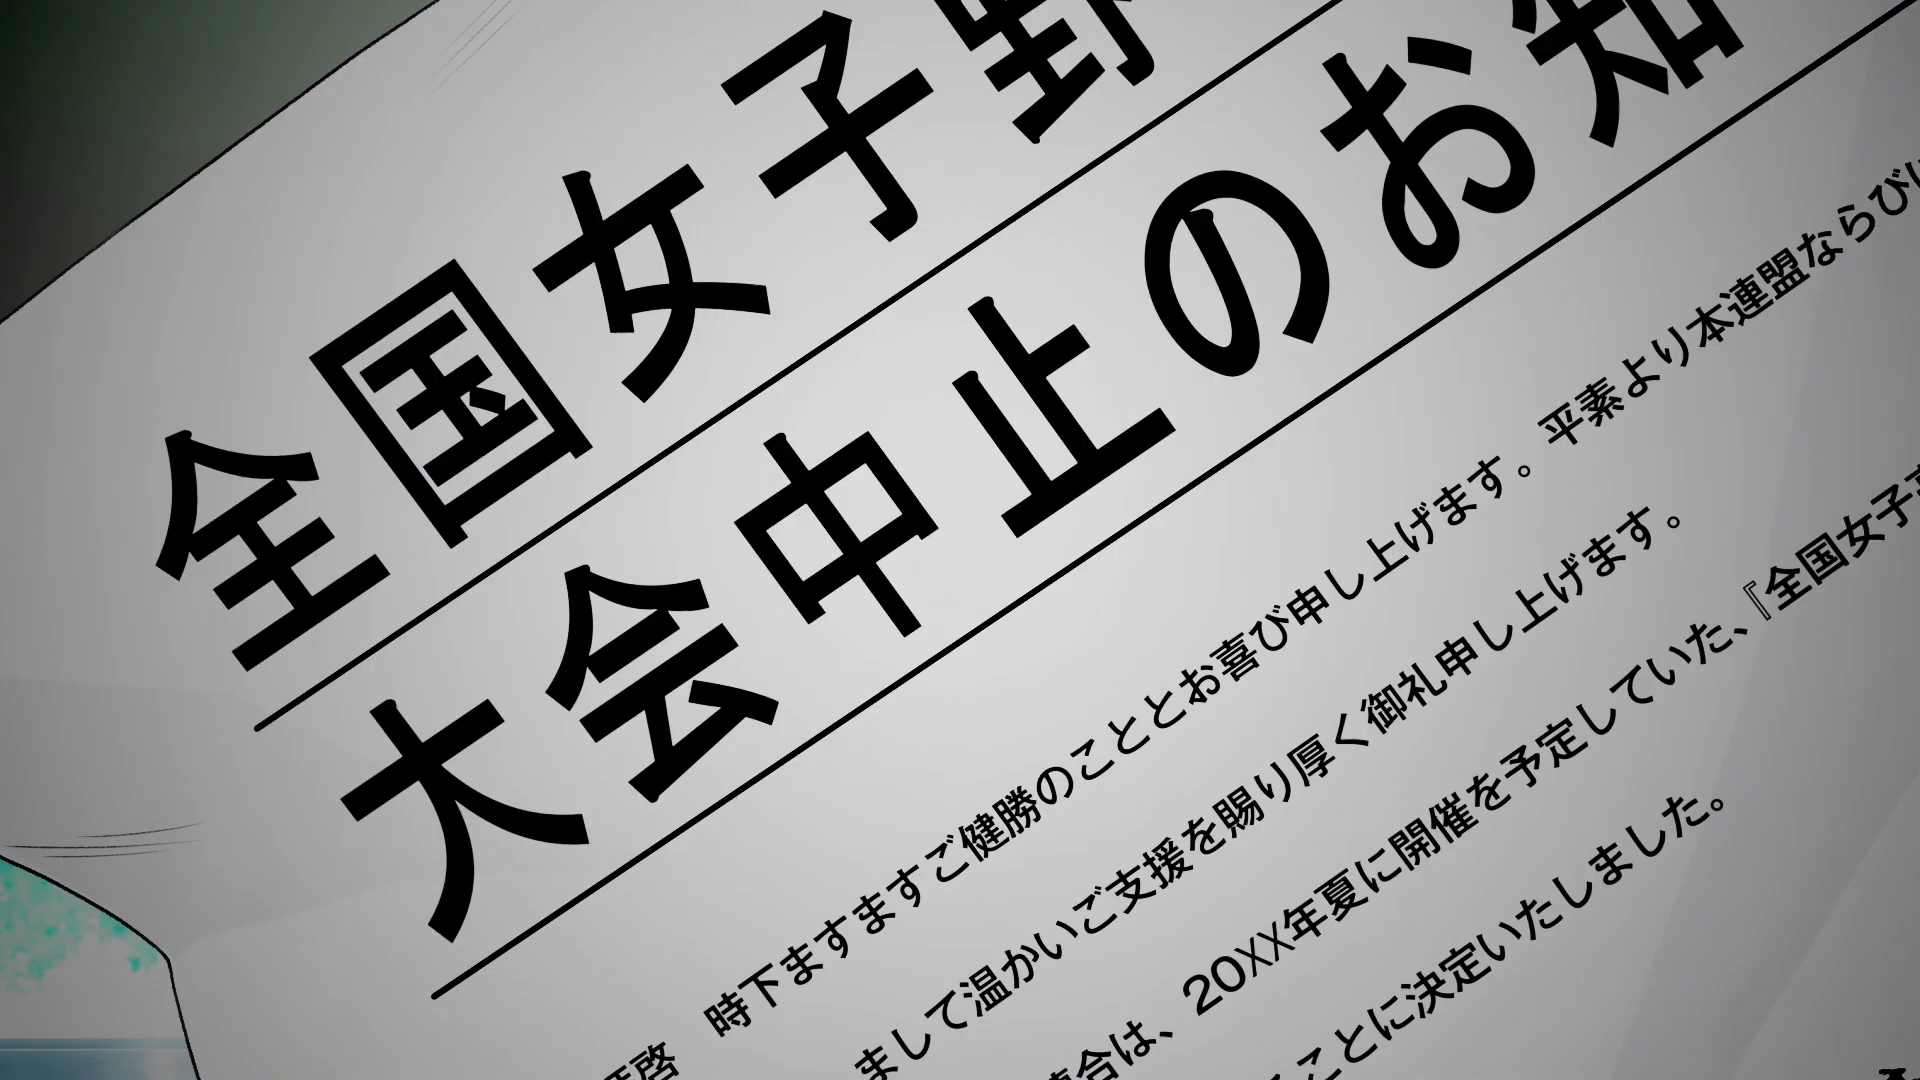 全国女子野
大会中止のお知
拝啓　時下ますますご健勝のこととお喜び申し上げます。平素より本連盟ならびに
まして温かいご支援を賜り厚く御礼申し上げます。
連合は、20XX年夏に開催を予定していた、『全国女子高
ことに決定いたしました。